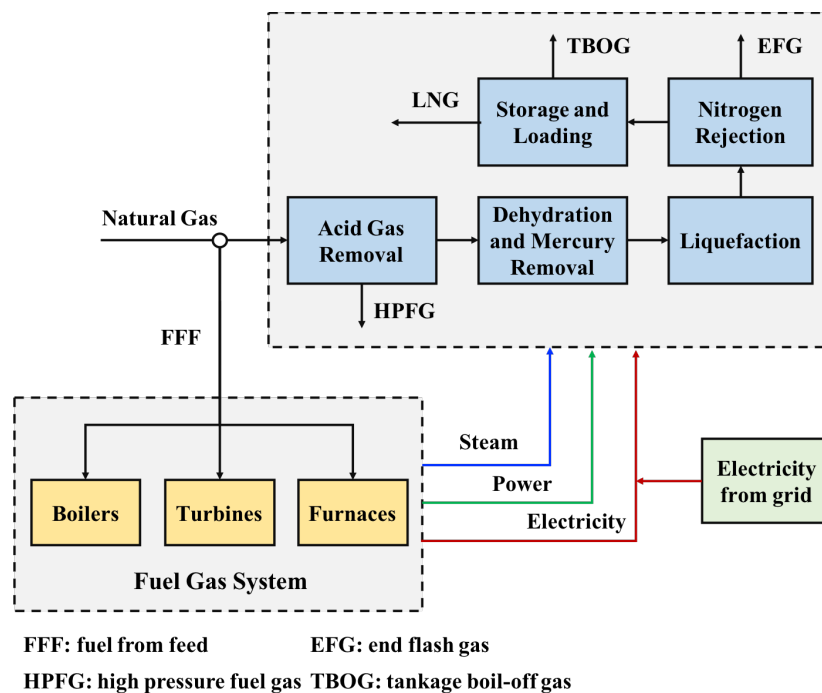 TBOG
EFG
LNG
Storage and
Loading
Nitrogen
Rejection
Natural Gas
Acid Gas
Removal
Dehydration
and Mercury
Removal
Liquefaction
HPFG
FFF
Steam
Power
Electricity
Electricity
from grid
Boilers
Turbines
Furnaces
Fuel Gas System
FFF: fuel from feed
EFG: end flash gas
HPFG: high pressure fuel gas
TBOG: tankage boil-off gas